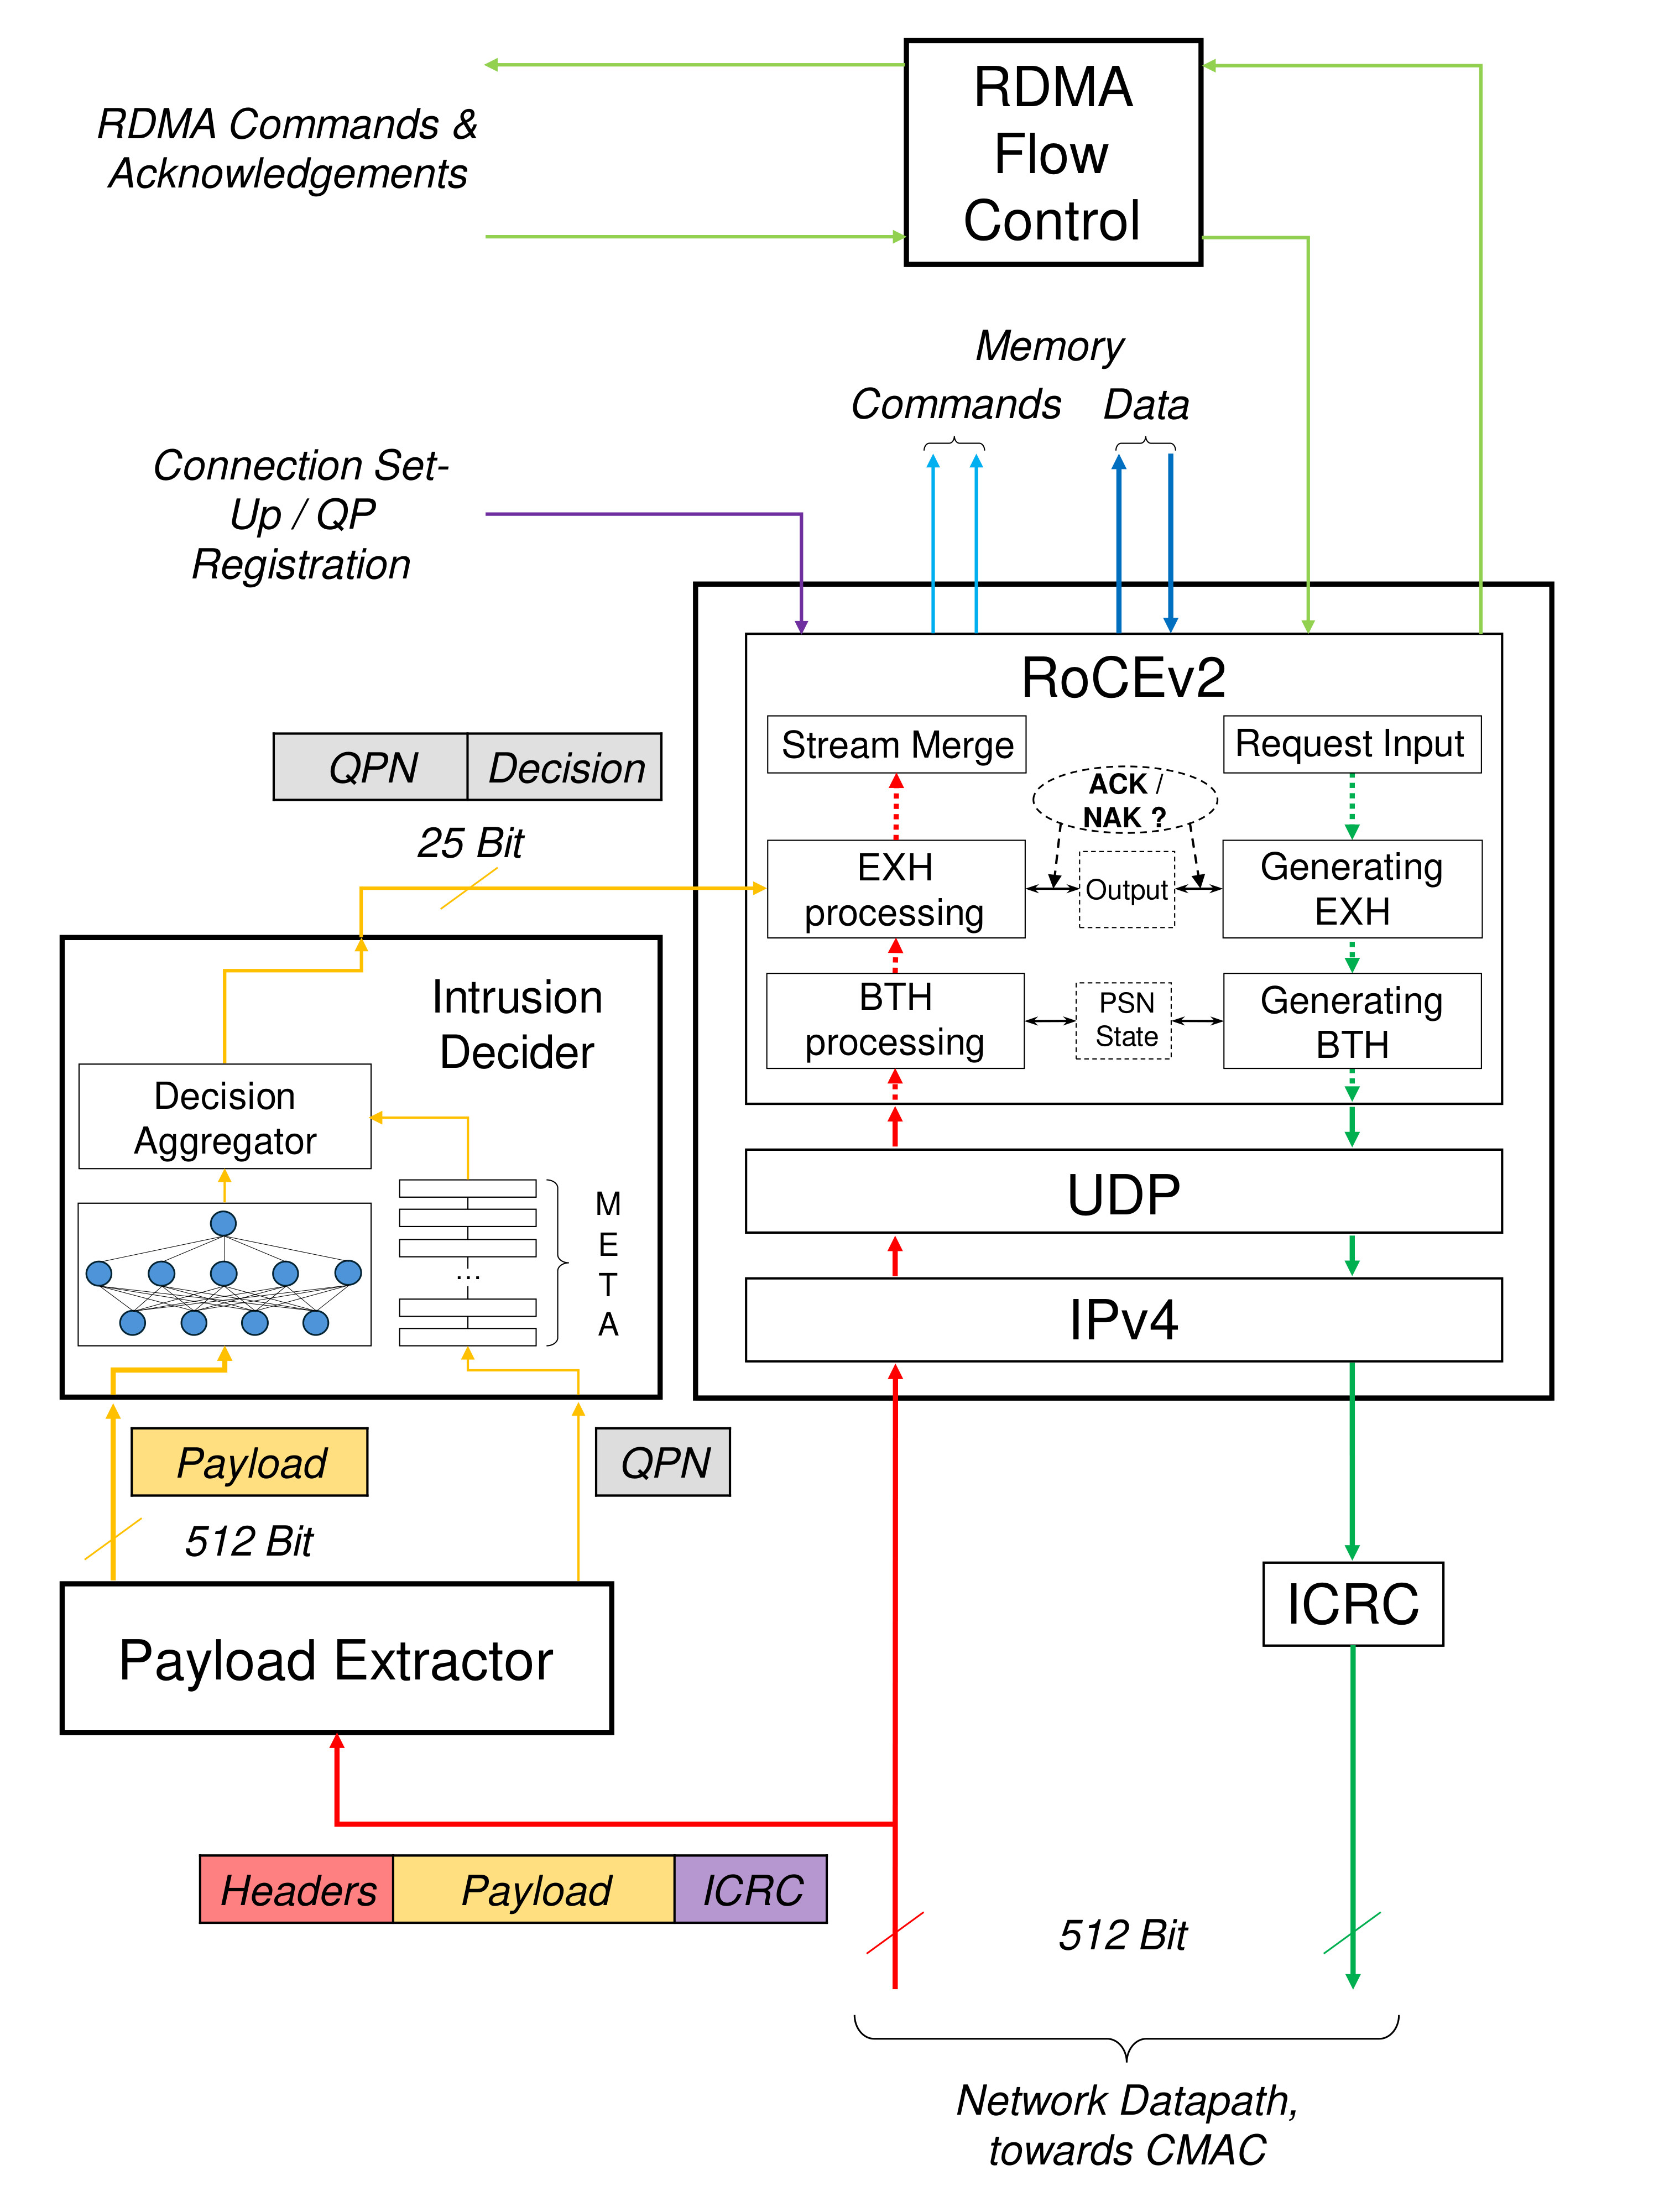 RDMA
Flow
Control
RDMA Commands &
Acknowledgements
Memory
Commands
Data
Connection Set-
Up / QP
Registration
RoCEv2
Stream Merge
Request Input
ACK /
NAK ?
QPN
Decision
25 Bit
EXH
processing
Output
Generating
EXH
BTH
processing
PSN
State
Generating
BTH
Intrusion
Decider
Decision
Aggregator
M
E
T
A
...
UDP
IPv4
Payload
QPN
512 Bit
Payload Extractor
ICRC
Headers
Payload
ICRC
512 Bit
Network Datapath,
towards CMAC